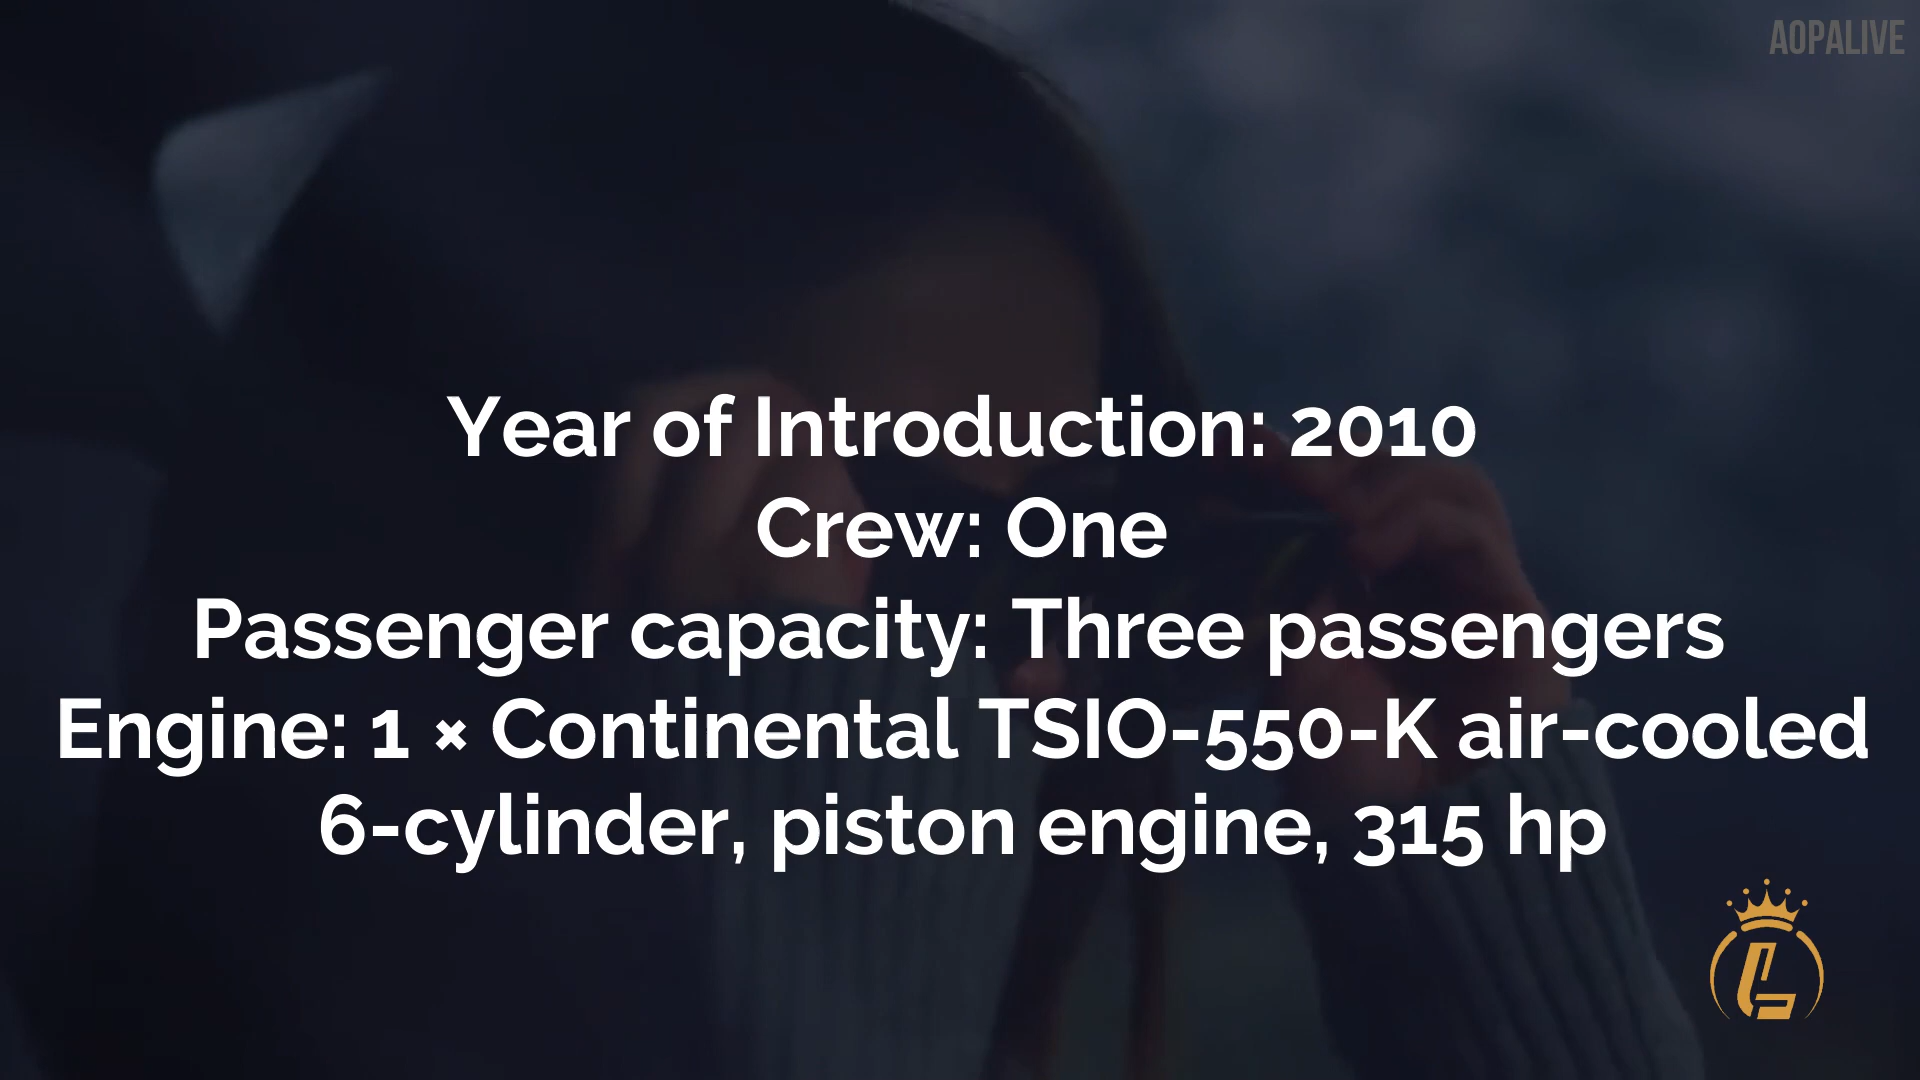 AOPALIVE
Year of Introduction: 2010
Crew: One
Passenger capacity: Three passengers
Engine: 1 × Continental TSIO-550-K air-cooled
6-cylinder, piston engine, 315 hp